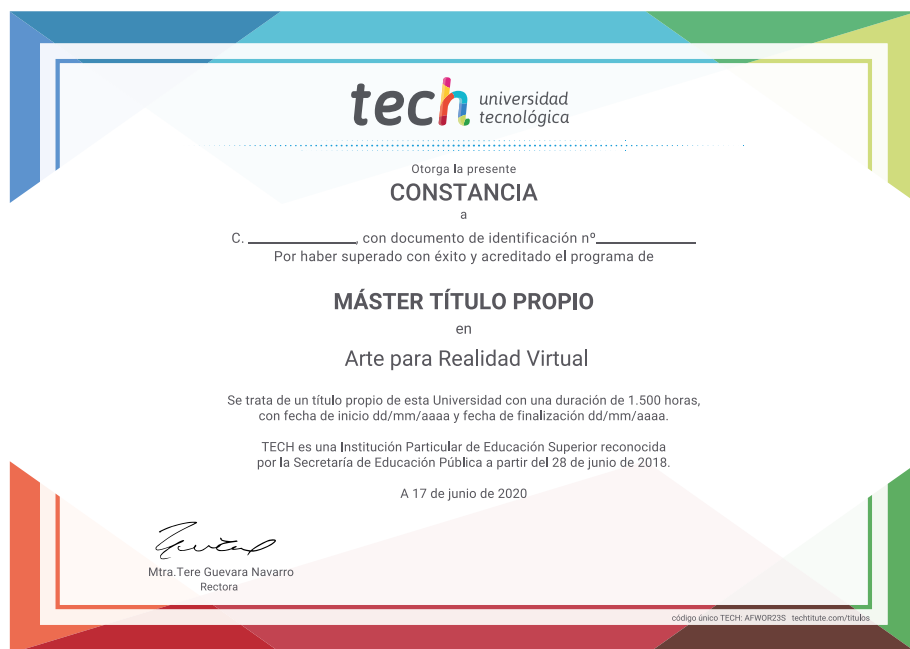 tech universidad
tecnológica
Otorga la presente
CONSTANCIA
a
C. ____________, con documento de identificación nº____________
Por haber superado con éxito y acreditado el programa de
MÁSTER TÍTULO PROPIO
en
Arte para Realidad Virtual
Se trata de un título propio de esta Universidad con una duración de 1.500 horas,
con fecha de inicio dd/mm/aaaa y fecha de finalización dd/mm/aaaa.
TECH es una Institución Particular de Educación Superior reconocida
por la Secretaría de Educación Pública a partir del 28 de junio de 2018.
A 17 de junio de 2020
Mtra.Tere Guevara Navarro
Rectora
código único TECH: AFWOR23S techtitute.com/titulos